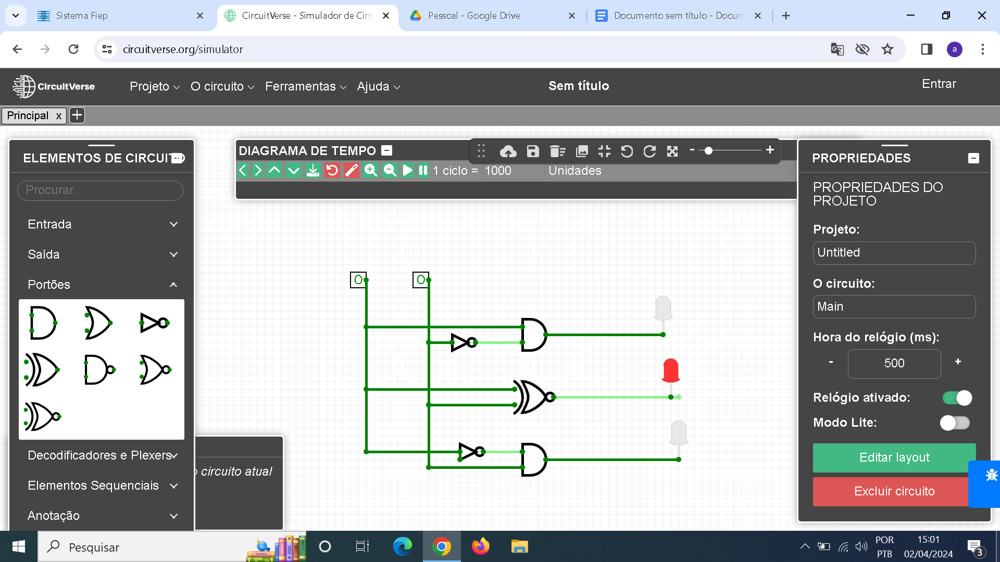 Sistema Fiep
CircuitVerse - Simulador de Circ
Pessoal - Google Drive
Documento sem título - Docum
circuitverse.org/simulator
a
CircuitVerse
Projeto
O circuito
Ferramentas
Ajuda
Sem título
Entrar
Principal x
ELEMENTOS DE CIRCUITO
Procurar..
Entrada
Saída
Portões
Decodificadores e Plexers
Elementos Sequenciais
Anotação
o circuito atual
DIAGRAMA DE TEMPO
1 ciclo = 1000 Unidades
0
0
PROPRIEDADES
PROPRIEDADES DO
PROJETO
Projeto:
Untitled
O circuito:
Main
Hora do relógio (ms):
- 500 +
Relógio ativado:
Modo Lite:
Editar layout
Excluir circuito
Pesquisar
POR
PTB
15:01
02/04/2024
3